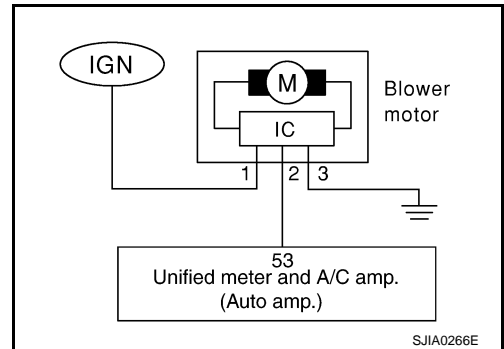 IGN
M
Blower
motor
IC
1 2 3
53
Unified meter and A/C amp.
(Auto amp.)
SJIA0266E